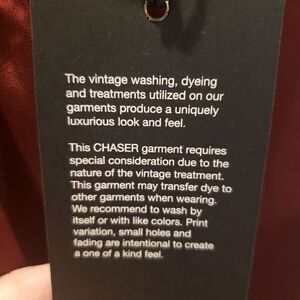 The vintage washing, dyeing
and treatments utilized on our
garments produce a uniquely
luxurious look and feel.
This CHASER garment requires
special consideration due to the
nature of the vintage treatment.
This garment may transfer dye to
other garments when wearing.
We recommend to wash by
itself or with like colors. Print
variation, small holes and
fading are intentional to create
a one of a kind feel.